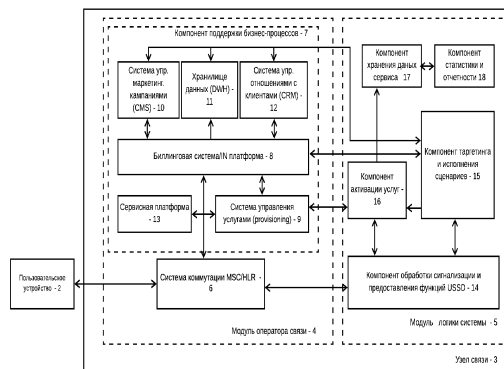 Компонент поддержки бизнес-процессов - 7
Система упр.
маркетинг.
кампаниями
(CMS) - 10
Хранилище
данных (DWH) -
11
Система упр.
отношениями с
клиентами (CRM) -
12
Биллинговая система/IN платформа - 8
Сервисная платформа
- 13
Система управления
услугами (provisioning) - 9
Пользовательское
устройство - 2
Система коммутации MSC/HLR -
6
Модуль оператора связи - 4
Компонент
хранения даных
сервиса - 17
Компонент
статистики и
отчетности 18
Компонент таргетинга
и исполнения
сценариев - 15
Компонент
активации услуг -
16
Компонент обработки сигнализации и
предоставления функций USSD - 14
Модуль логики системы - 5
Узел связи - 3